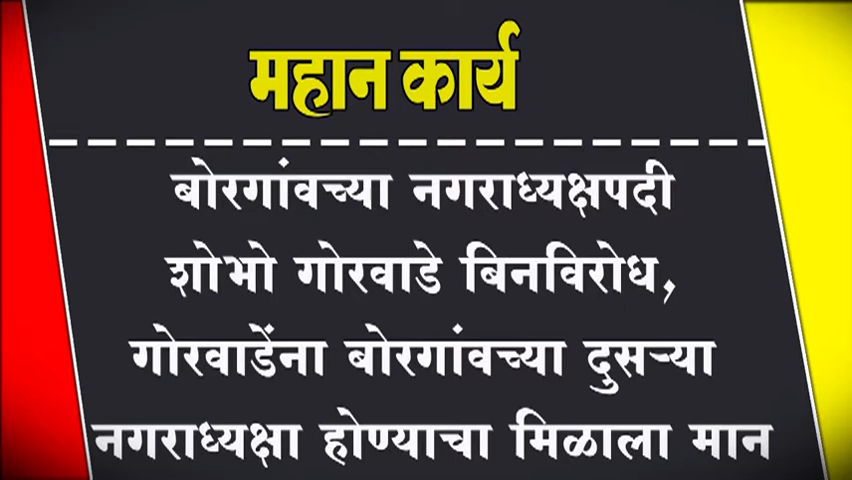 महान कार्य
बोरगांवच्या नगराध्यक्षपदी
शोभो गोरवाडे बिनविरोध,
गोरवाडेंना बोरगांवच्या दुसऱ्या
नगराध्यक्षा होण्याचा मिळाला मान